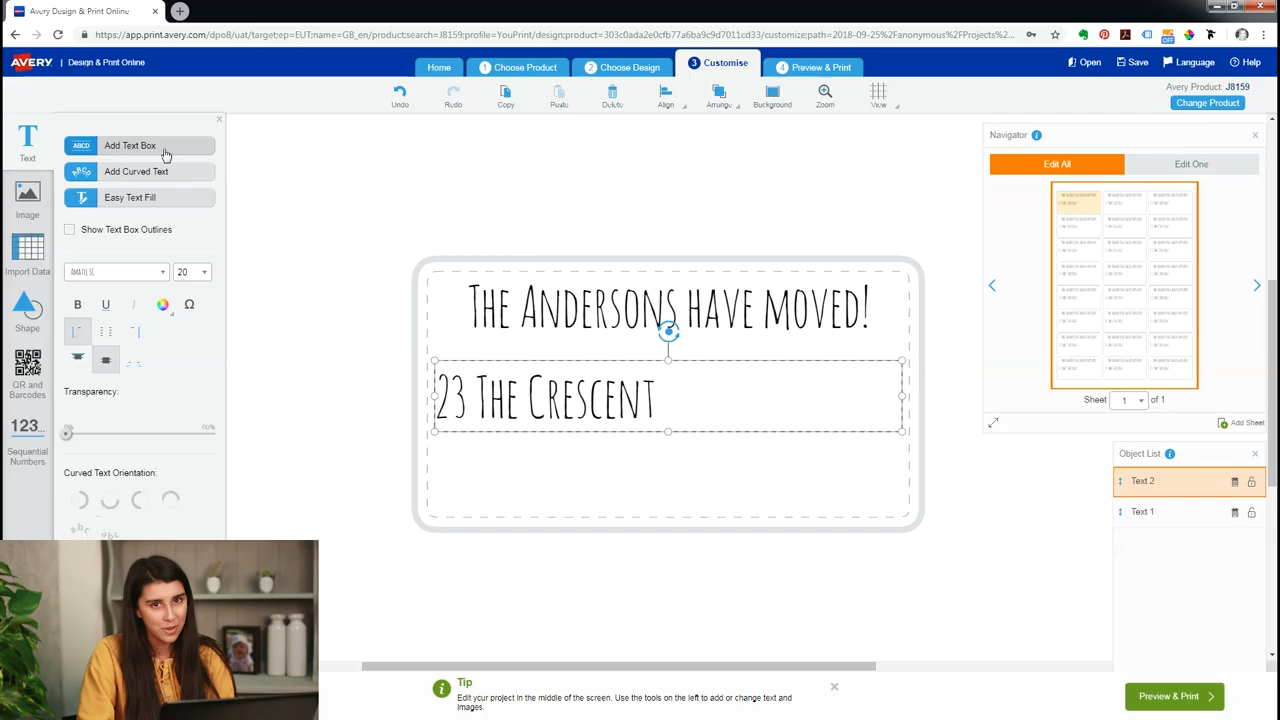 Avery Design & Print Online
https://app.print.avery.com/dpo8/uat/target:ep=EUT;name=GB_en/product:search=J8159?profile=YouPrint/design:product=303c0ada2e0cfb77a6ba9c9d7011cd33/customize:path=2018-09-25%2Fanonymous%2FProjects%2F...
AVERY Design & Print Online
Home
1 Choose Product
2 Choose Design
3 Customise
4 Preview & Print
Open
Save
Language
Help
Undo
Redo
Copy
Paste
Delete
Align
Arrange
Background
Zoom
View
Avery Product: J8159
Change Product
Text
Image
Import Data
Shape
QR and
Barcodes
123...
Sequential
Numbers
ABCD Add Text Box
Add Curved Text
Easy Text Fill
Show Text Box Outlines
AMATIC SC 20
B U I Ω
Transparency:
Curved Text Orientation:
The Andersons have moved!
23 The Crescent
Navigator
Edit All
Edit One
Sheet 1 of 1
Add Sheet
Object List
Text 2
Text 1
Tip
Edit your project in the middle of the screen. Use the tools on the left to add or change text and
images.
Preview & Print